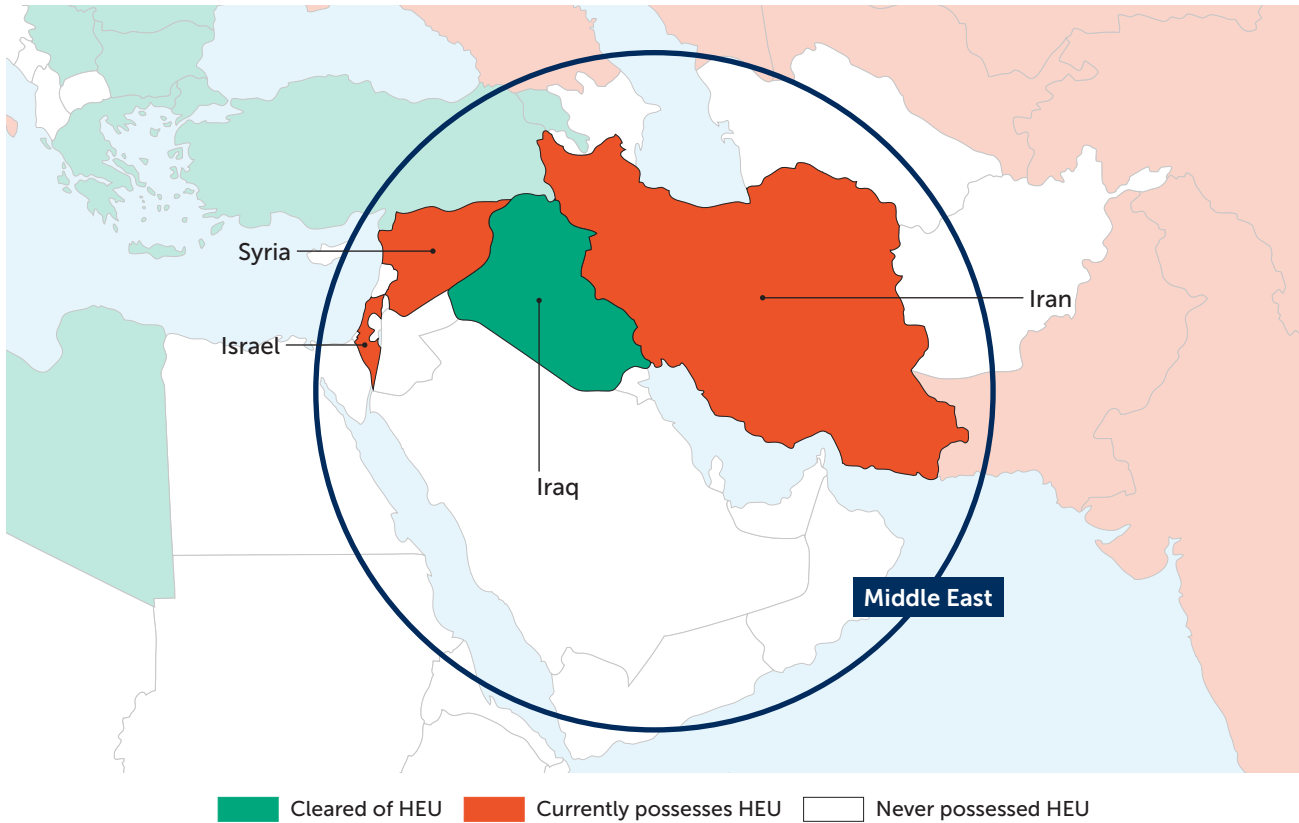 Syria
Iran
Israel
Iraq
Middle East
Cleared of HEU
Currently possesses HEU
Never possessed HEU